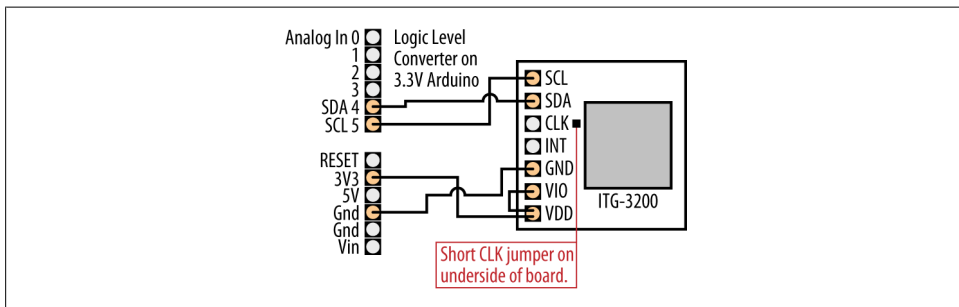 Analog In 0
1
2
3
SDA 4
SCL 5
Logic Level
Converter on
3.3V Arduino
RESET
3V3
5V
Gnd
Gnd
Vin
SCL
SDA
CLK
INT
GND
VIO
VDD
ITG-3200
Short CLK jumper on
underside of board.